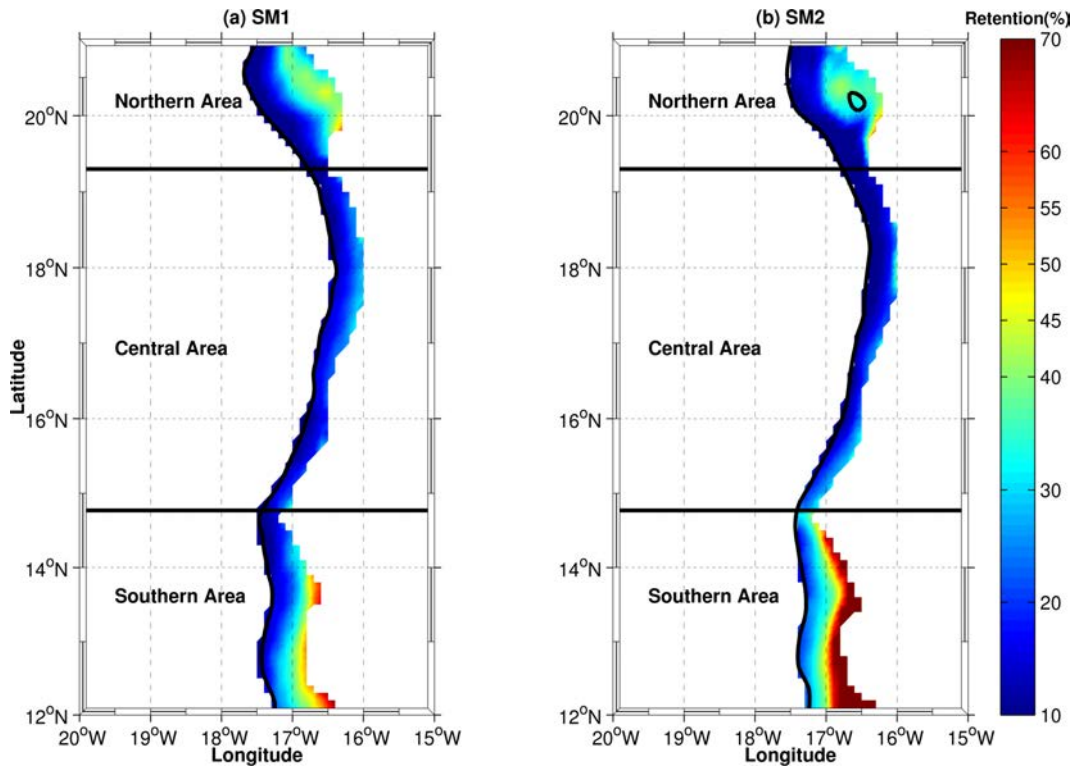 (a) SM1
(b) SM2
Retention(%)
Northern Area
Central Area
Southern Area
Northern Area
Central Area
Southern Area
20°N
18°N
16°N
14°N
12°N
Latitude
20°W 19°W 18°W 17°W 16°W 15°W
Longitude
20°N
18°N
16°N
14°N
12°N
20°W 19°W 18°W 17°W 16°W 15°W
Longitude
70
60
55
50
45
40
30
20
10